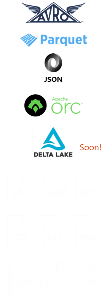 AVRO
Parquet
JSON
Apache
orc
DELTA LAKE
Soon!